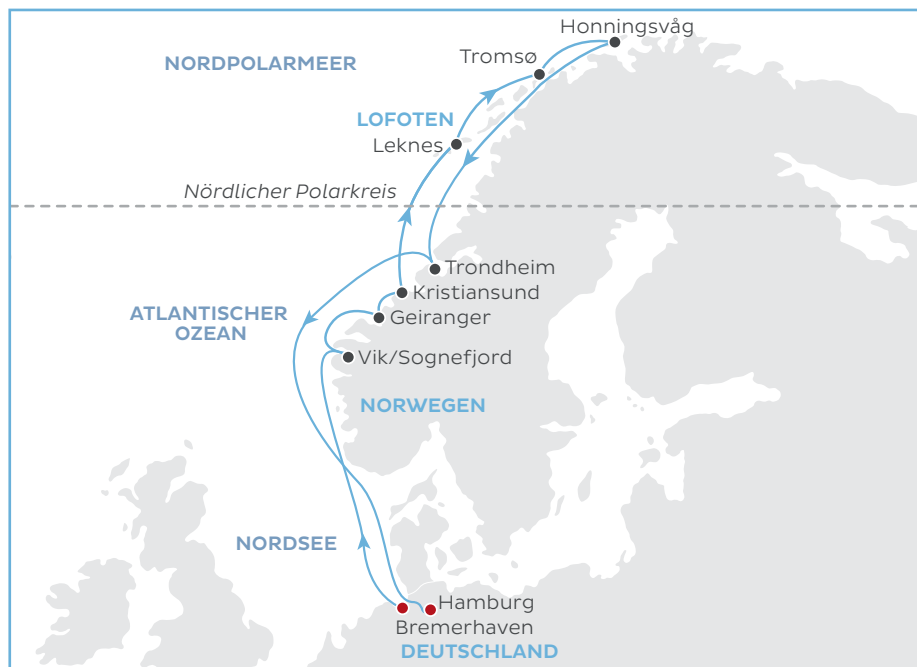 Honningsvåg
Tromsø
NORDPOLARMEER
LOFOTEN
Leknes
Nördlicher Polarkreis
Trondheim
Kristiansund
ATLANTISCHER
OZEAN
Geiranger
Vik/Sognefjord
NORWEGEN
NORDSEE
Hamburg
Bremerhaven
DEUTSCHLAND